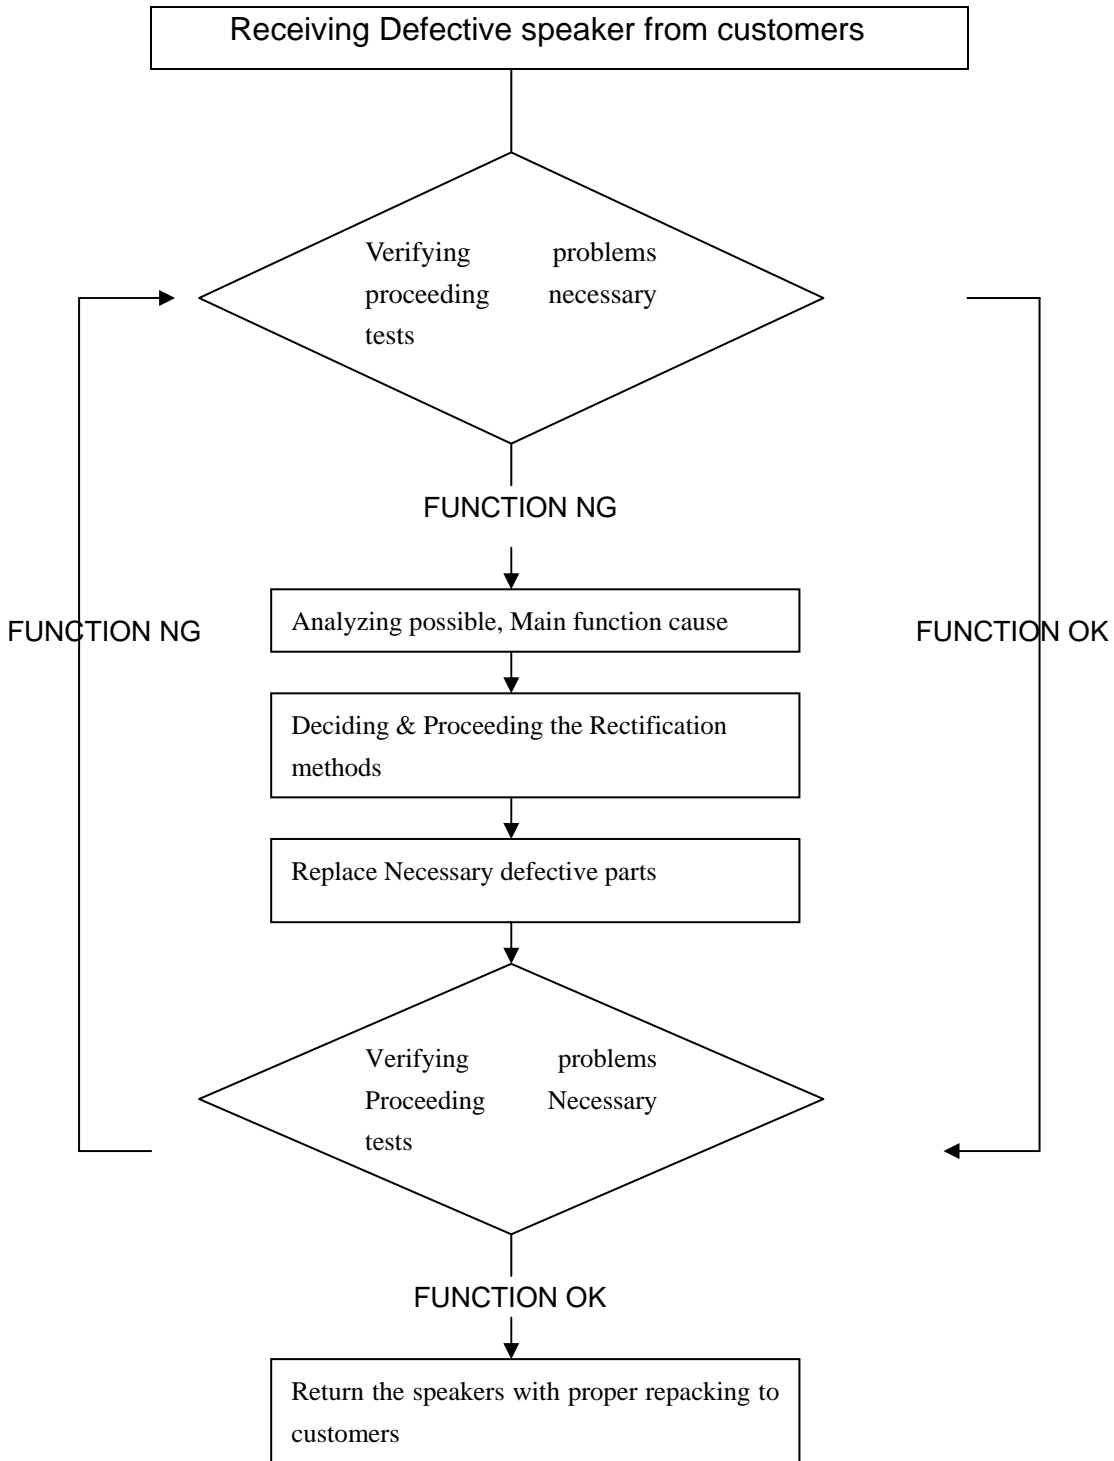 Receiving Defective speaker from customers
Verifying problems
proceeding necessary
tests
FUNCTION NG
Analyzing possible, Main function cause
FUNCTION NG
FUNCTION OK
Deciding & Proceeding the Rectification
methods
Replace Necessary defective parts
Verifying problems
Proceeding Necessary
tests
FUNCTION OK
Return the speakers with proper repacking to
customers